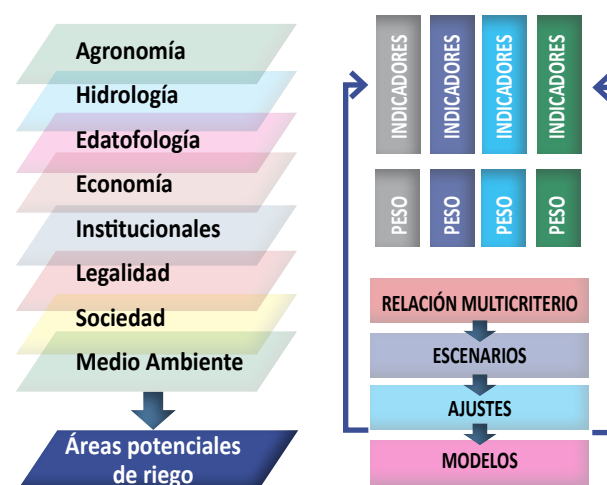 Agronomía
Hidrología
Edatofología
Economía
Institucionales
Legalidad
Sociedad
Medio Ambiente
Áreas potenciales
de riego
INDICADORES
INDICADORES
INDICADORES
INDICADORES
PESO
PESO
PESO
PESO
RELACIÓN MULTICRITERIO
ESCENARIOS
AJUSTES
MODELOS